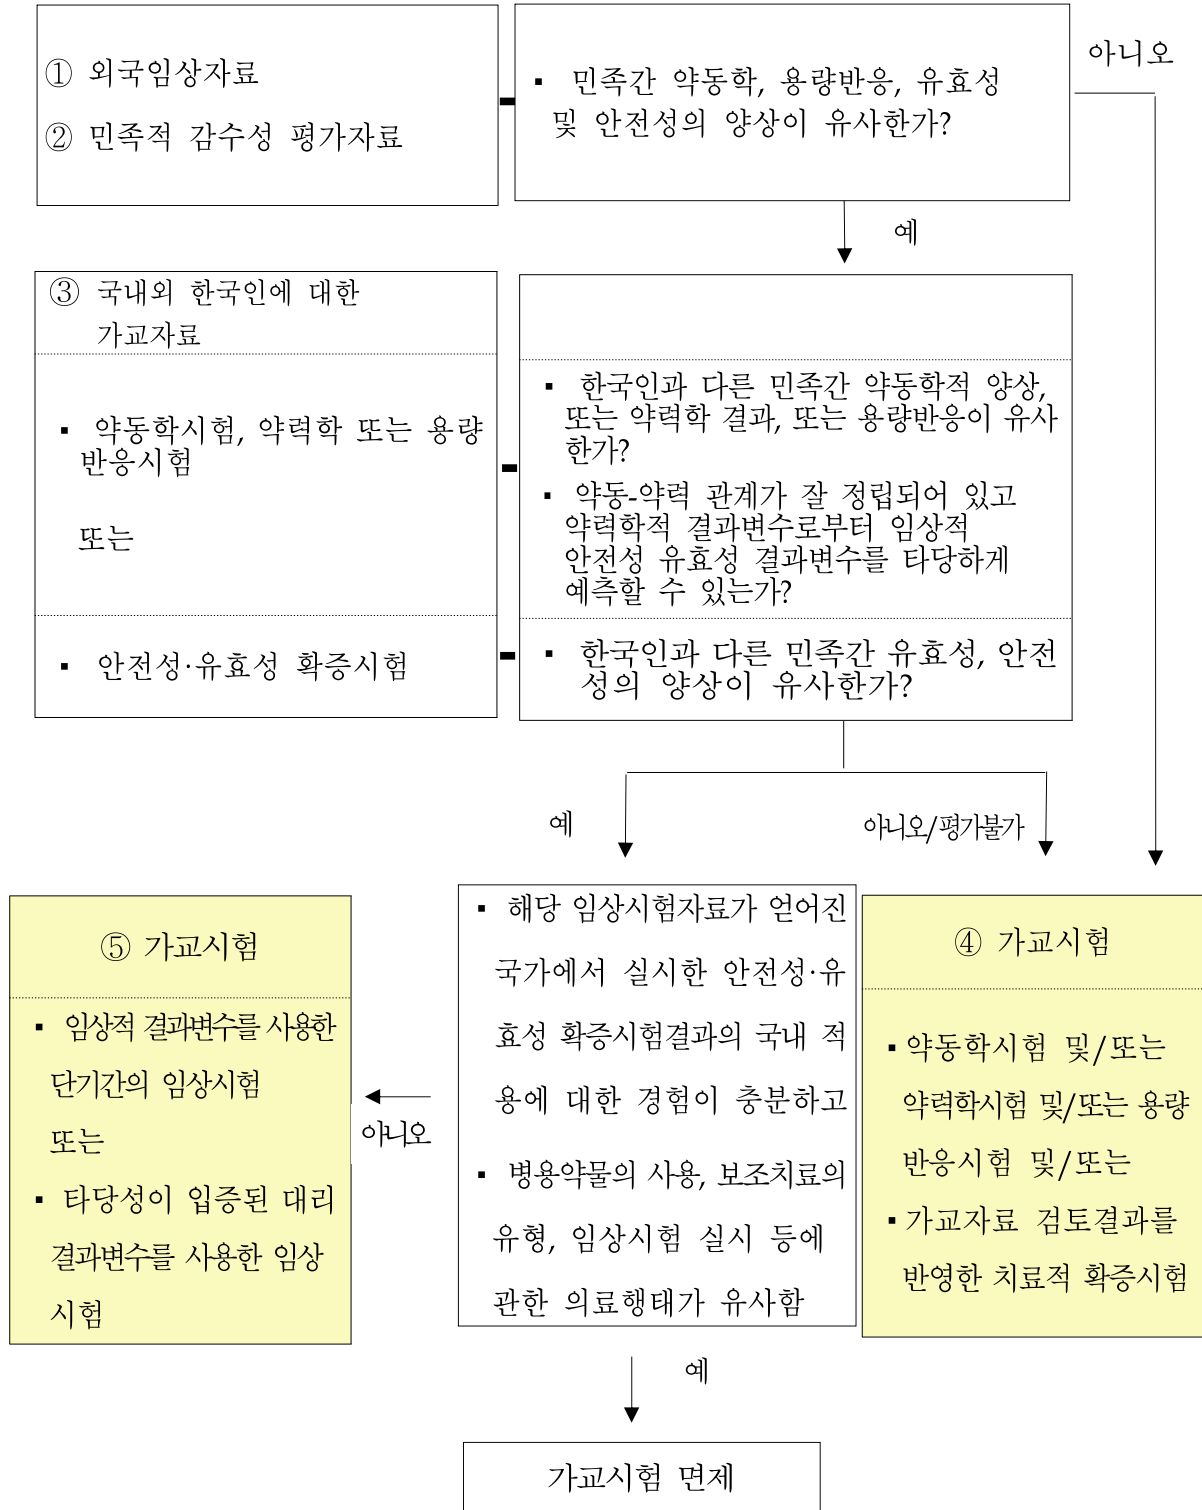 ① 외국임상자료
② 민족적 감수성 평가자료
▪ 민족간 약동학, 용량반응, 유효성
및 안전성의 양상이 유사한가?
아니오
예
③ 국내외 한국인에 대한
가교자료
▪ 약동학시험, 약력학 또는 용량
반응시험
또는
▪ 안전성·유효성 확증시험
▪ 한국인과 다른 민족간 약동학적 양상,
또는 약력학 결과, 또는 용량반응이 유사
한가?
▪ 약동-약력 관계가 잘 정립되어 있고
약력학적 결과변수로부터 임상적
안전성 유효성 결과변수를 타당하게
예측할 수 있는가?
▪ 한국인과 다른 민족간 유효성, 안전
성의 양상이 유사한가?
예
아니오/평가불가
⑤ 가교시험
▪ 임상적 결과변수를 사용한
단기간의 임상시험
또는
▪ 타당성이 입증된 대리
결과변수를 사용한 임상
시험
아니오
▪ 해당 임상시험자료가 얻어진
국가에서 실시한 안전성·유
효성 확증시험결과의 국내 적
용에 대한 경험이 충분하고
▪ 병용약물의 사용, 보조치료의
유형, 임상시험 실시 등에
관한 의료행태가 유사함
④ 가교시험
▪ 약동학시험 및/또는
약력학시험 및/또는 용량
반응시험 및/또는
▪ 가교자료 검토결과를
반영한 치료적 확증시험
예
가교시험 면제